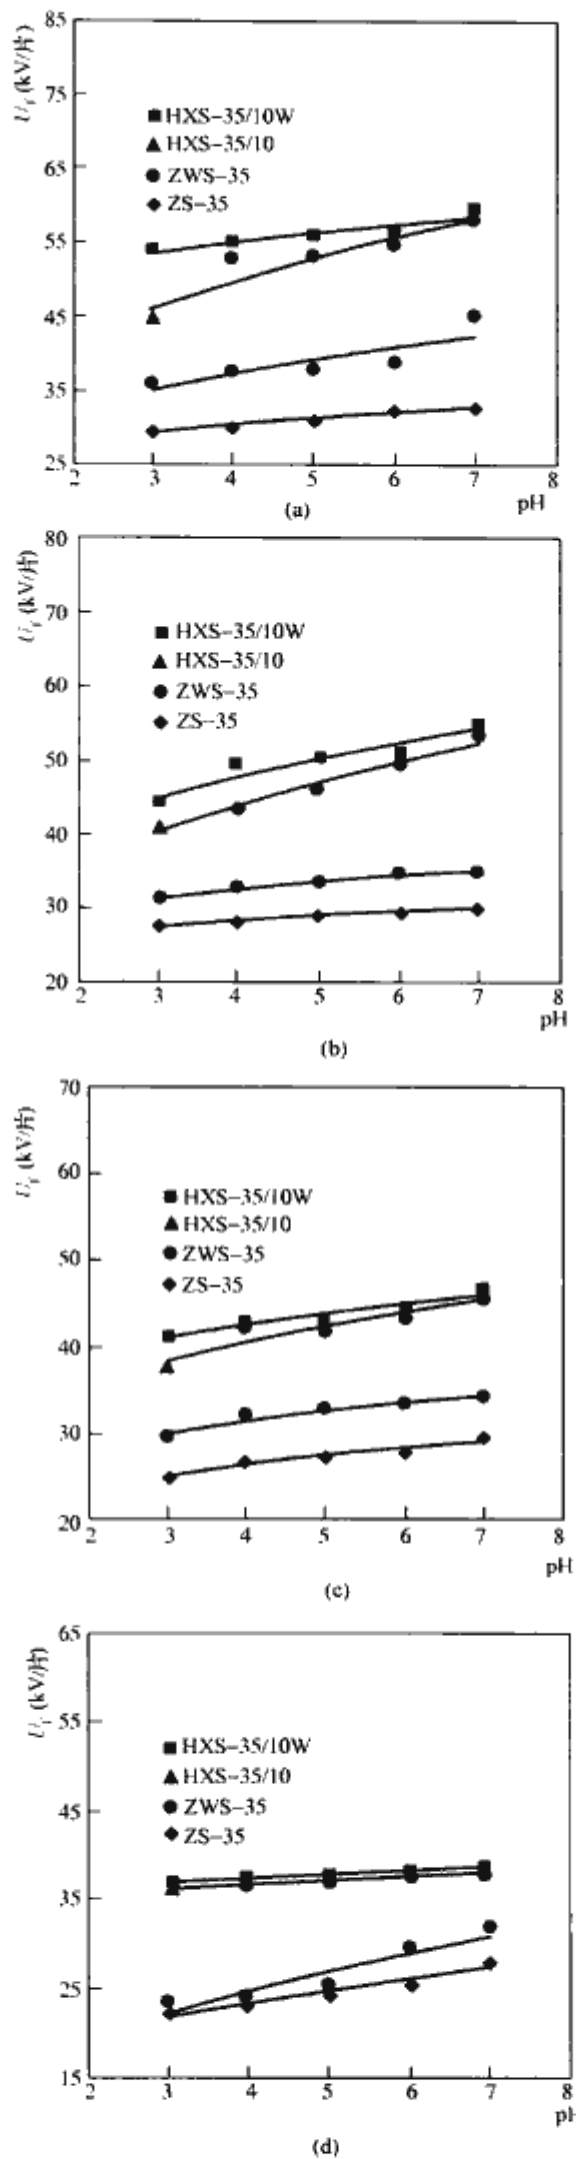 U_f (kV/片)
85
75
65
55
45
35
25
HXS-35/10W
HXS-35/10
ZWS-35
ZS-35
2 3 4 5 6 7 8
pH
(a)
U_f (kV/片)
80
70
60
50
40
30
20
HXS-35/10W
HXS-35/10
ZWS-35
ZS-35
2 3 4 5 6 7 8
pH
(b)
U_f (kV/片)
70
60
50
40
30
20
HXS-35/10W
HXS-35/10
ZWS-35
ZS-35
2 3 4 5 6 7 8
pH
(c)
U_f (kV/片)
65
55
45
35
25
15
HXS-35/10W
HXS-35/10
ZWS-35
ZS-35
2 3 4 5 6 7 8
pH
(d)